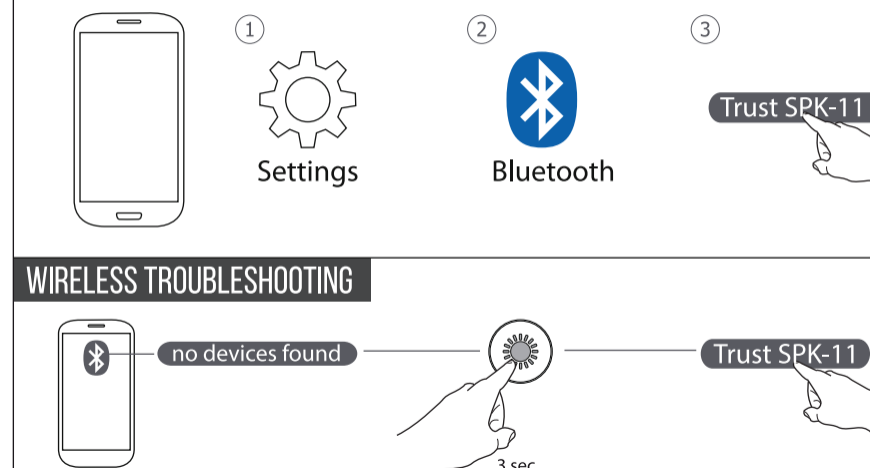 1
2
3
Trust SPK-11
Settings
Bluetooth
WIRELESS TROUBLESHOOTING
no devices found
Trust SPK-11
3 sec